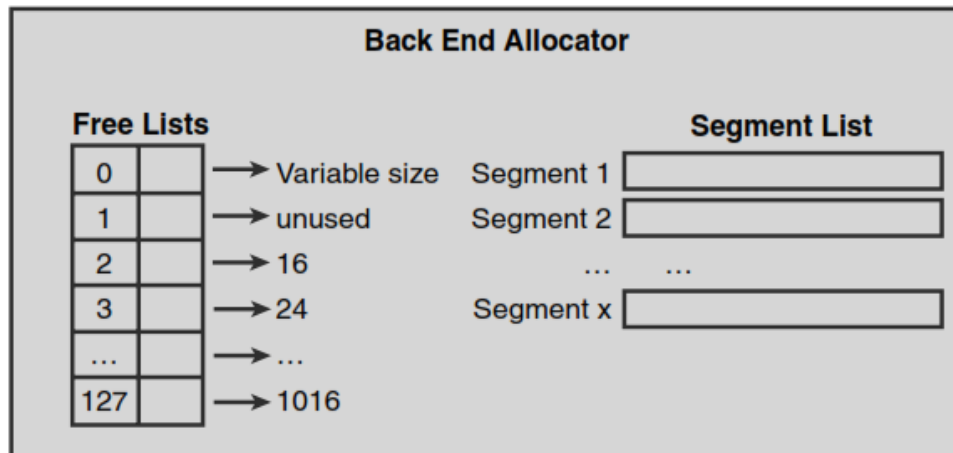 Back End Allocator
Free Lists
0
Variable size
1
unused
2
16
3
24
...
...
127
1016
Segment List
Segment 1
Segment 2
... ...
Segment x